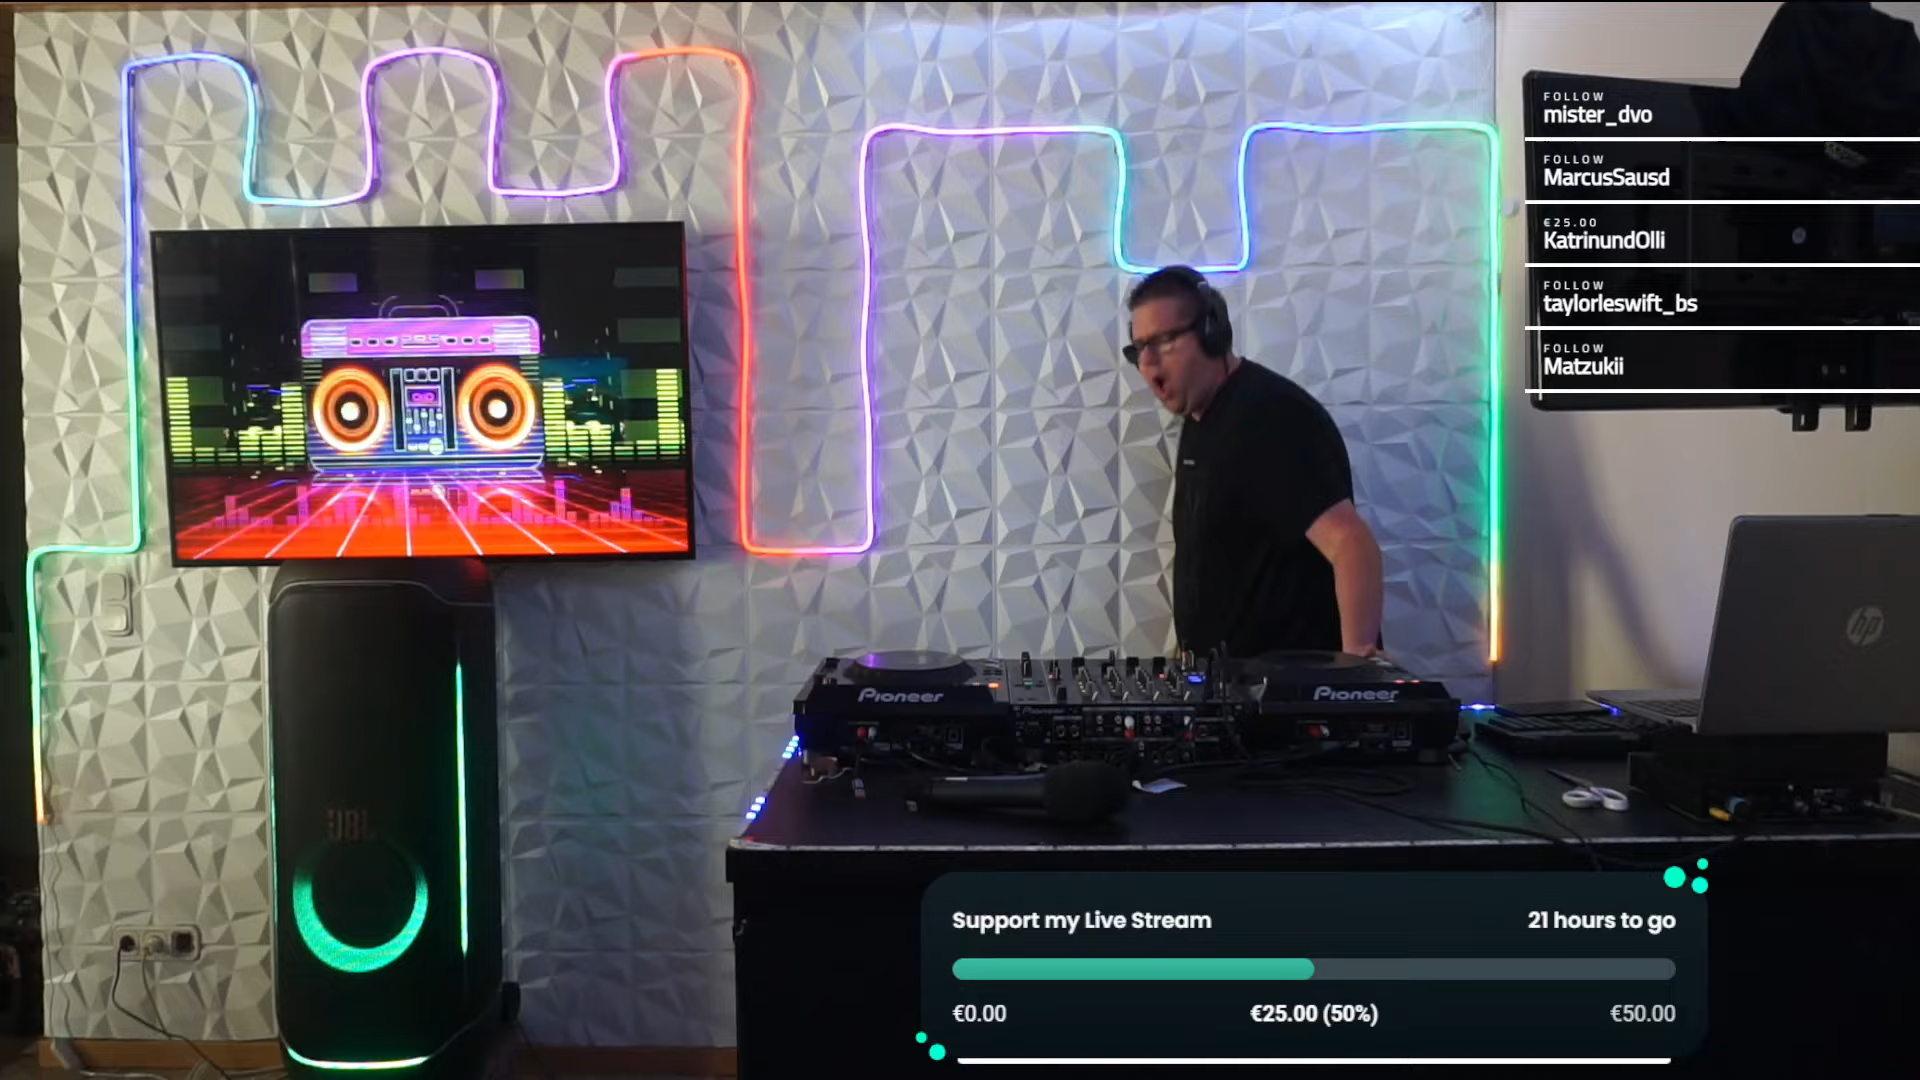 FOLLOW
mister_dvo
FOLLOW
MarcusSausd
€25.00
KatrinundOlli
FOLLOW
taylorleswift_bs
FOLLOW
Matzukii
hp
Pioneer
Pioneer
JBL
Support my Live Stream
21 hours to go
€0.00
€25.00 (50%)
€50.00